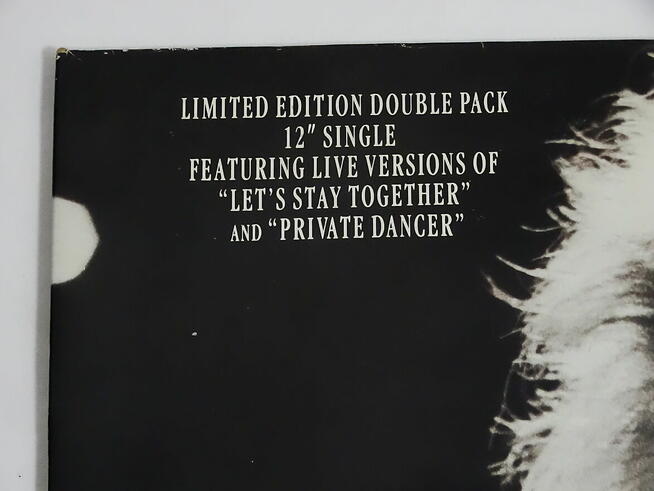 LIMITED EDITION DOUBLE PACK
12" SINGLE
FEATURING LIVE VERSIONS OF
“LET’S STAY TOGETHER”
AND “PRIVATE DANCER”